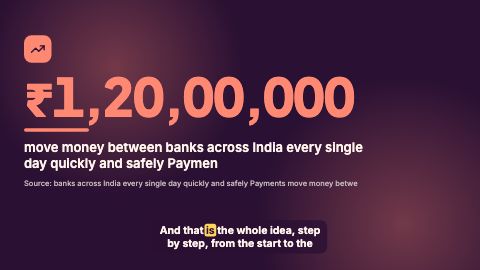 ₹1,20,00,000
move money between banks across India every single
day quickly and safely Paymen
Source: banks across India every single day quickly and safely Payments move money betwe
And that is the whole idea, step
by step, from the start to the